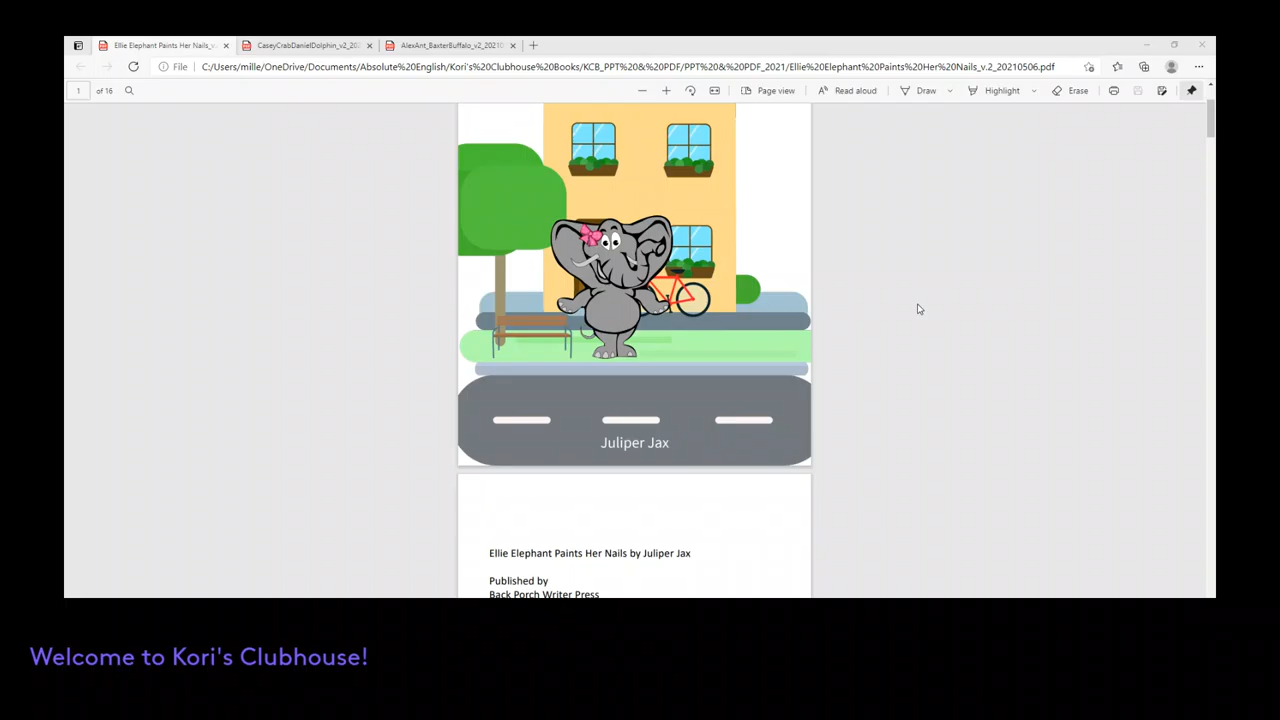 Ellie Elephant Paints Her Nails_v.
CaseyCrabDanielDolphin_v2_202
AlexAnt_BaxterBuffalo_v2_20210
File
C:/Users/mille/OneDrive/Documents/Absolute%20English/Kori's%20Clubhouse%20Books/KCB_PPT%20&%20PDF/PPT%20&%20PDF_2021/Ellie%20Elephant%20Paints%20Her%20Nails_v.2_20210506.pdf
1 of 16
Page view
Read aloud
Draw
Highlight
Erase
Juliper Jax
Ellie Elephant Paints Her Nails by Juliper Jax
Published by
Back Porch Writer Press
Welcome to Kori's Clubhouse!